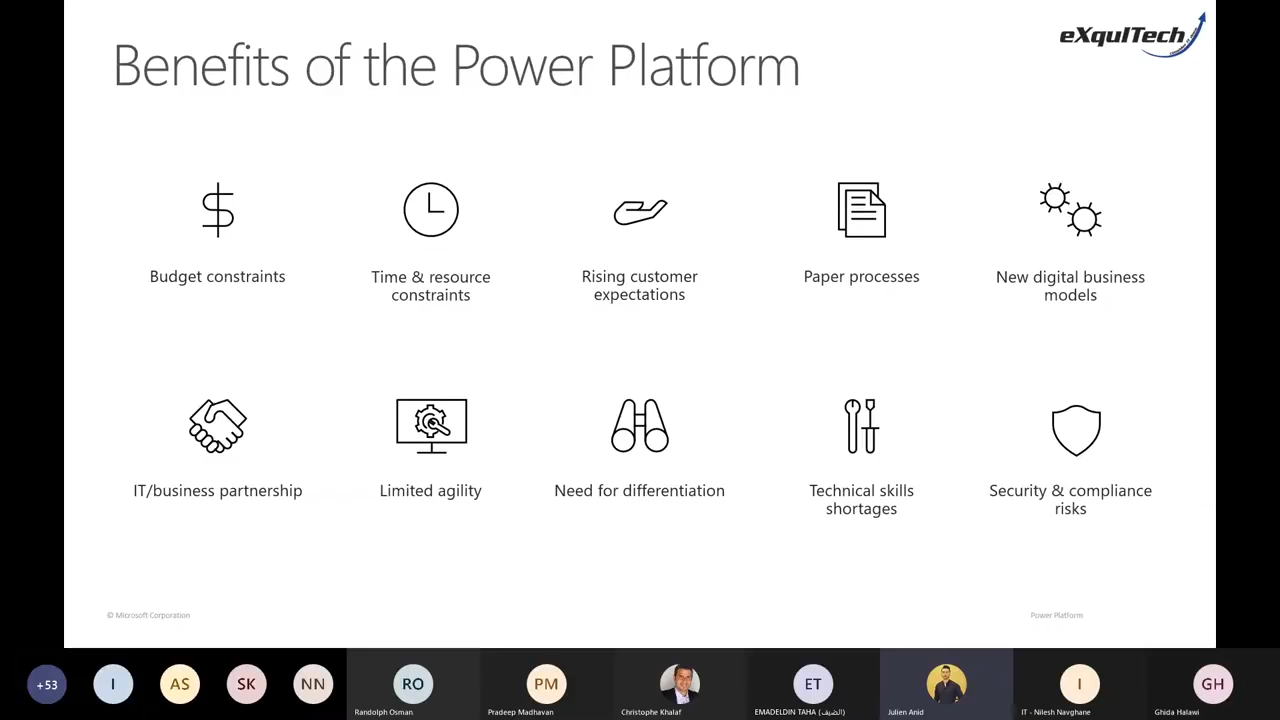 eXquITech
Benefits of the Power Platform
Budget constraints
Time & resource
constraints
Rising customer
expectations
Paper processes
New digital business
models
IT/business partnership
Limited agility
Need for differentiation
Technical skills
shortages
Security & compliance
risks
© Microsoft Corporation
Power Platform
+53
I
AS
SK
NN
RO
Randolph Osman
PM
Pradeep Madhavan
Christophe Khalaf
ET
EMADELDIN TAHA (الضيف)
Julien Anid
I
IT - Nilesh Navghane
GH
Ghida Halawi